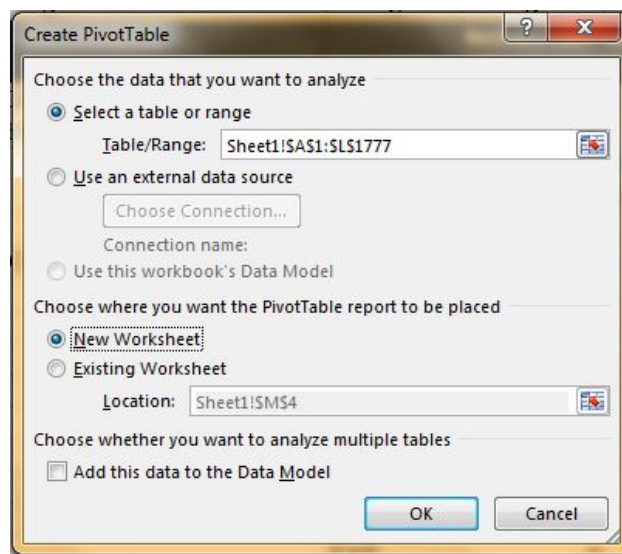 Create PivotTable
?
Choose the data that you want to analyze
Select a table or range
Table/Range: Sheet1!$A$1:$L$1777
Use an external data source
Choose Connection...
Connection name:
Use this workbook's Data Model
Choose where you want the PivotTable report to be placed
New Worksheet
Existing Worksheet
Location: Sheet1!$M$4
Choose whether you want to analyze multiple tables
Add this data to the Data Model
OK Cancel